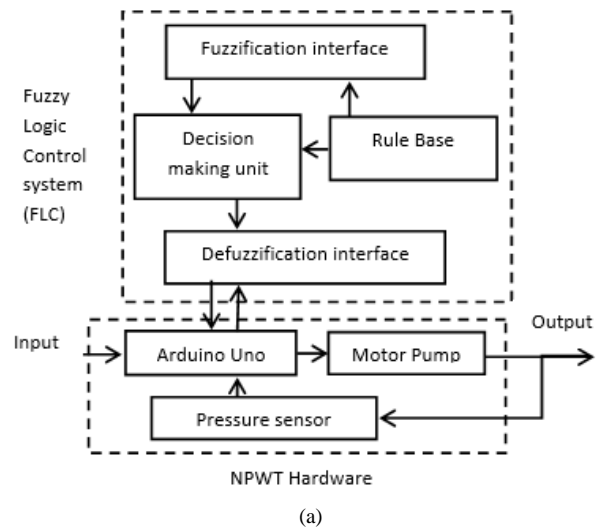 Fuzzification interface
Fuzzy
Logic
Control
system
(FLC)
Decision
making unit
Rule Base
Defuzzification interface
Input
Output
Arduino Uno
Motor Pump
Pressure sensor
NPWT Hardware
(a)